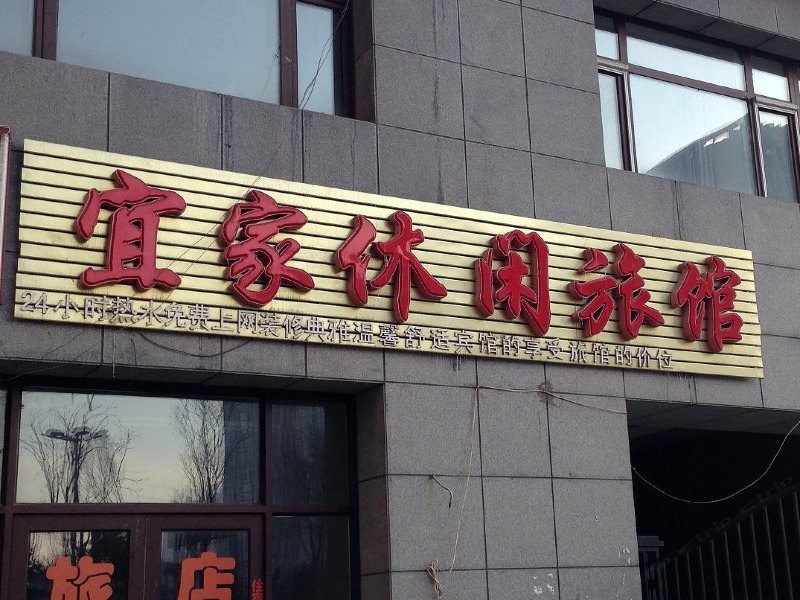 宜家休闲旅馆
24小时热水免费上网装修典雅温馨舒适宾馆的享受旅馆的价位
旅店